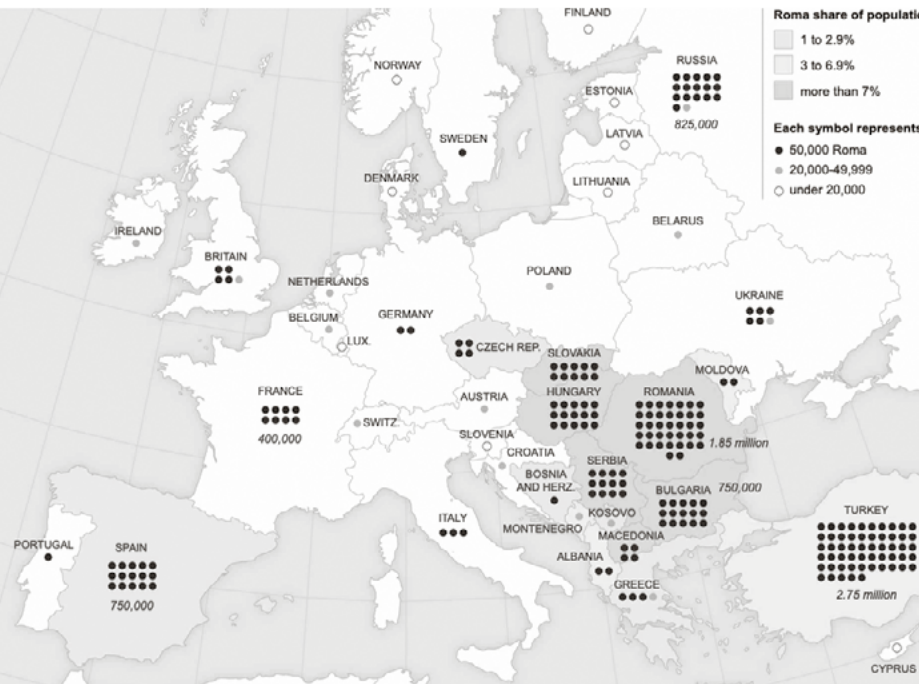 FINLAND
Roma share of populati
1 to 2.9%
3 to 6.9%
more than 7%
Each symbol represents
50,000 Roma
20,000-49,999
under 20,000
NORWAY
RUSSIA
825,000
ESTONIA
SWEDEN
LATVIA
DENMARK
LITHUANIA
IRELAND
BELARUS
BRITAIN
NETHERLANDS
POLAND
UKRAINE
BELGIUM
GERMANY
LUX.
CZECH REP.
SLOVAKIA
MOLDOVA
FRANCE
400,000
AUSTRIA
HUNGARY
ROMANIA
1.85 million
SWITZ.
SLOVENIA
CROATIA
BOSNIA
AND HERZ.
SERBIA
BULGARIA
750,000
ITALY
MONTENEGRO
KOSOVO
MACEDONIA
TURKEY
2.75 million
PORTUGAL
SPAIN
750,000
ALBANIA
GREECE
CYPRUS